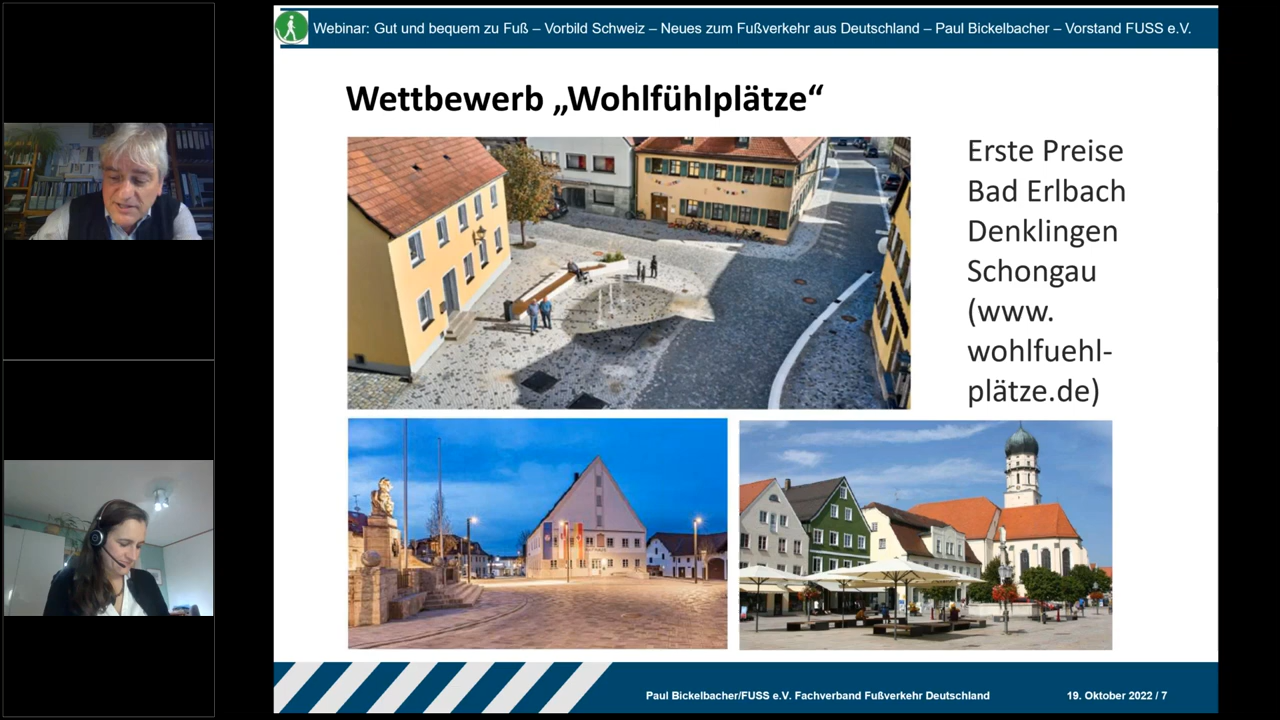 Webinar: Gut und bequem zu Fuß – Vorbild Schweiz – Neues zum Fußverkehr aus Deutschland – Paul Bickelbacher – Vorstand FUSS e.V.
Wettbewerb „Wohlfühlplätze“
Erste Preise
Bad Erlbach
Denklingen
Schongau
(www.
wohlfuehl-
plätze.de)
RATHAUS
Paul Bickelbacher/FUSS e.V. Fachverband Fußverkehr Deutschland
19. Oktober 2022 / 7